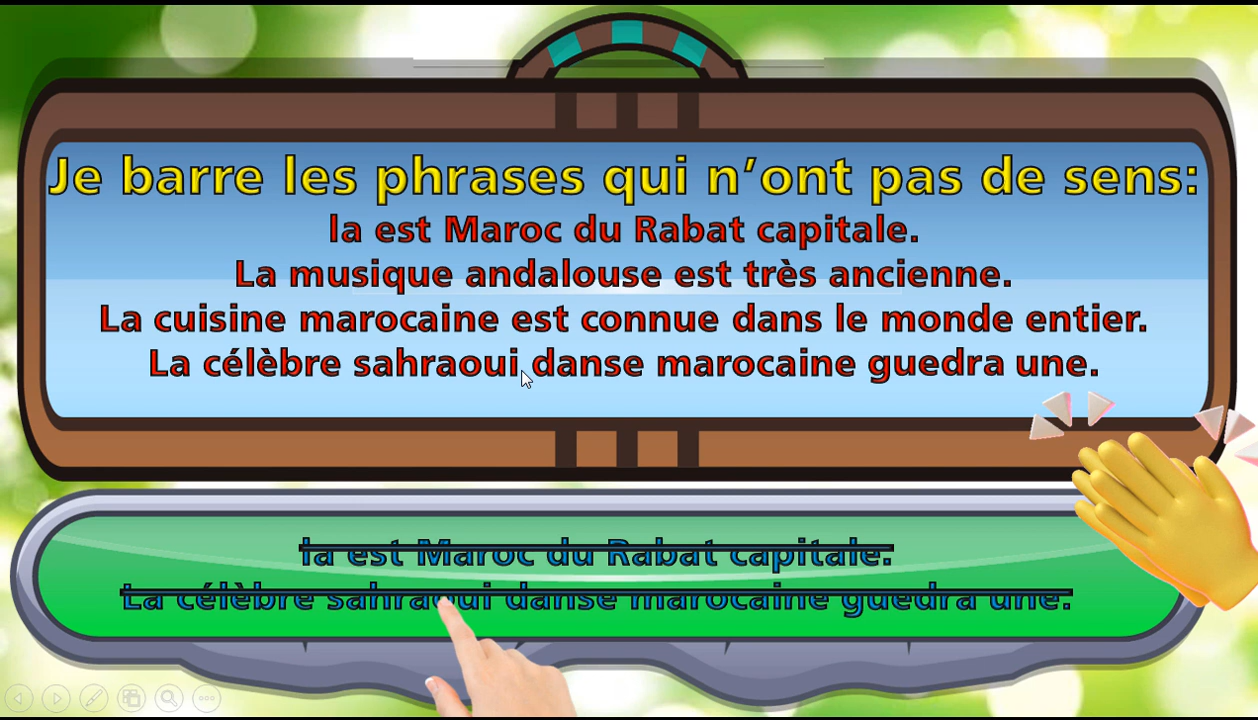 Je barre les phrases qui n’ont pas de sens:
la est Maroc du Rabat capitale.
La musique andalouse est très ancienne.
La cuisine marocaine est connue dans le monde entier.
La célèbre sahraoui danse marocaine guedra une.
la est Maroc du Rabat capitale.
La célèbre sahraoui danse marocaine guedra une.